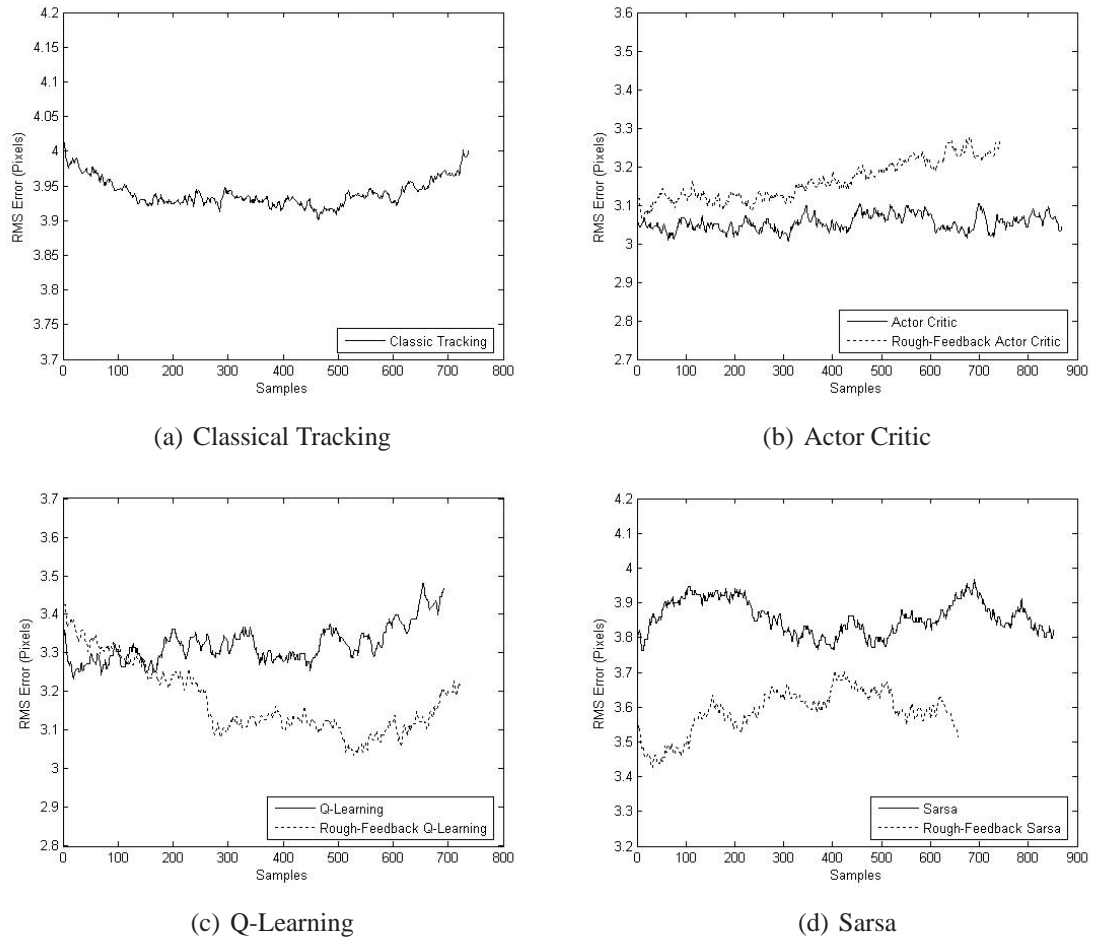 4.2
4.15
4.1
4.05
4
3.95
3.9
3.85
3.8
3.75
3.7
RMS Error (Pixels)
0 100 200 300 400 500 600 700 800
Samples
Classic Tracking
(a) Classical Tracking
3.6
3.5
3.4
3.3
3.2
3.1
3
2.9
2.8
2.7
RMS Error (Pixels)
0 100 200 300 400 500 600 700 800 900
Samples
Actor Critic
Rough-Feedback Actor Critic
(b) Actor Critic
3.7
3.6
3.5
3.4
3.3
3.2
3.1
3
2.9
2.8
RMS Error (Pixels)
0 100 200 300 400 500 600 700 800
Samples
Q-Learning
Rough-Feedback Q-Learning
(c) Q-Learning
4.2
4.1
4
3.9
3.8
3.7
3.6
3.5
3.4
3.3
3.2
RMS Error (Pixels)
0 100 200 300 400 500 600 700 800 900
Samples
Sarsa
Rough-Feedback Sarsa
(d) Sarsa